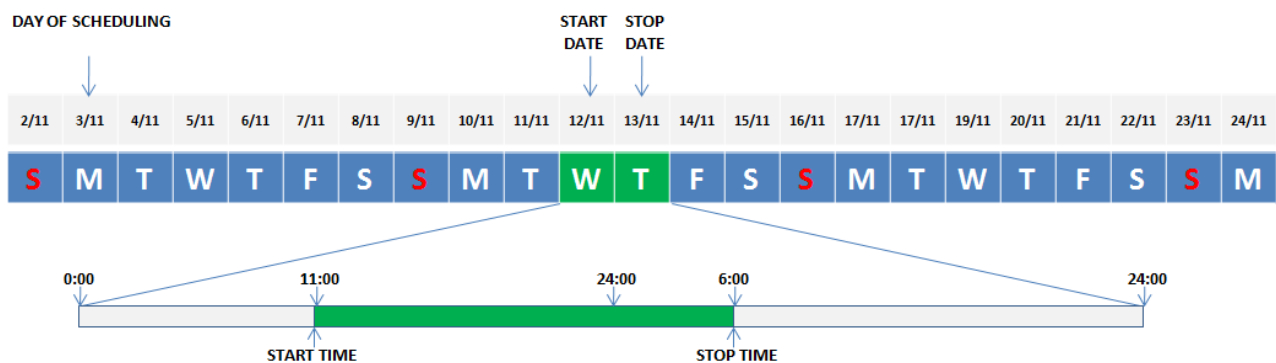 DAY OF SCHEDULING START STOP
DATE DATE
2/11 3/11 4/11 5/11 6/11 7/11 8/11 9/11 10/11 11/11 12/11 13/11 14/11 15/11 16/11 17/11 17/11 19/11 20/11 21/11 22/11 23/11 24/11
S M T W T F S S M T W T F S S M T W T F S S M
0:00 11:00 24:00 6:00 24:00
START TIME STOP TIME